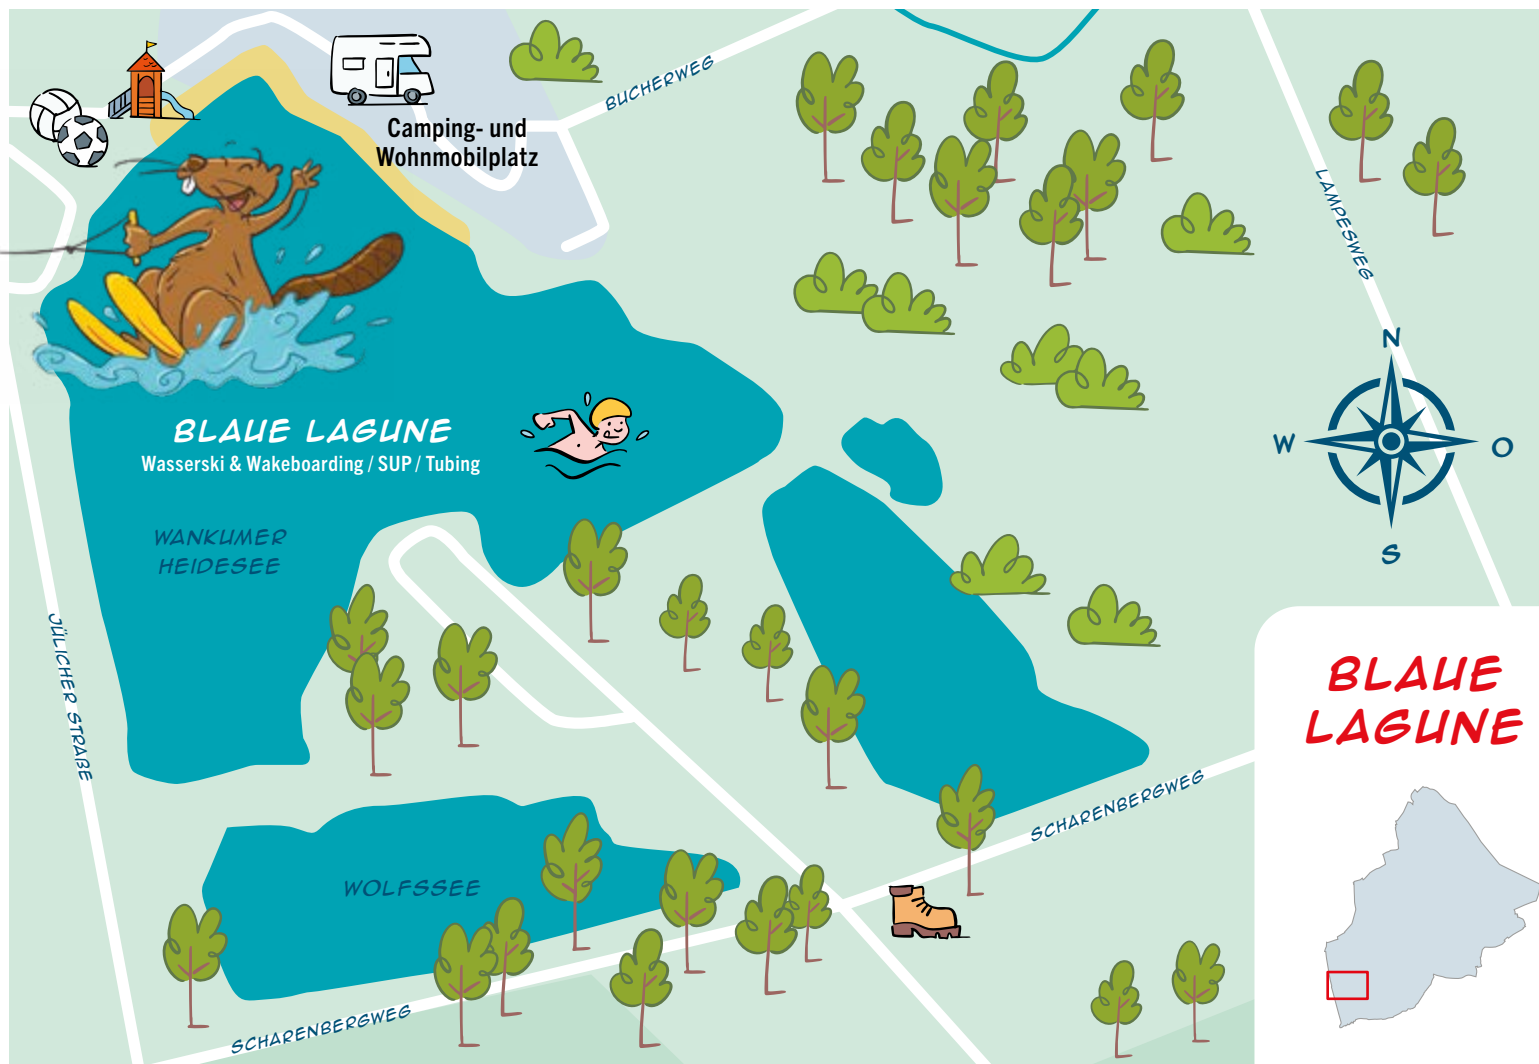 BUCHERWEG
Camping- und
Wohnmobilplatz
LAMPESWEG
N
W
O
S
BLAUE LAGUNE
Wasserski & Wakeboarding / SUP / Tubing
WANKUMER
HEIDESEE
JÜLICHER STRAßE
BLAUE
LAGUNE
SCHARENBERGWEG
WOLFSSEE
SCHARENBERGWEG